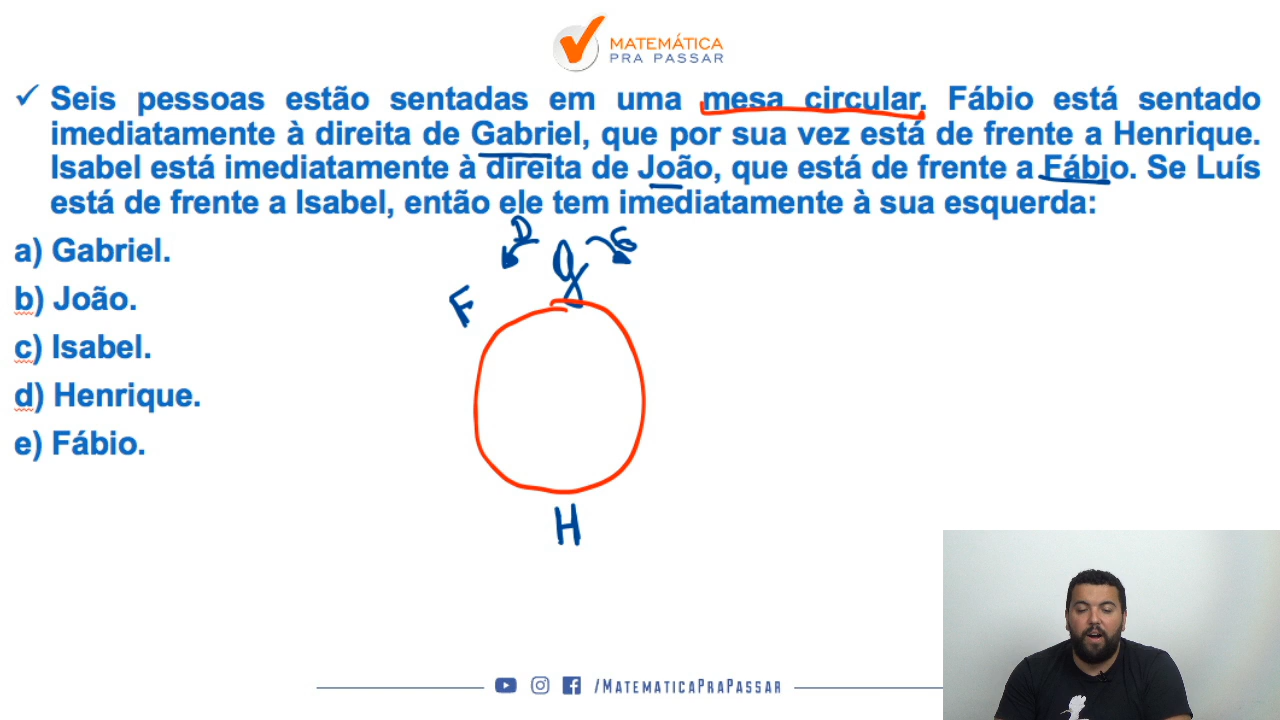 MATEMÁTICA
PRA PASSAR
✓ Seis pessoas estão sentadas em uma mesa circular. Fábio está sentado
imediatamente à direita de Gabriel, que por sua vez está de frente a Henrique.
Isabel está imediatamente à direita de João, que está de frente a Fábio. Se Luís
está de frente a Isabel, então ele tem imediatamente à sua esquerda:
a) Gabriel.
b) João.
c) Isabel.
d) Henrique.
e) Fábio.
D
F
H
/MATEMATICAPRAPASSAR